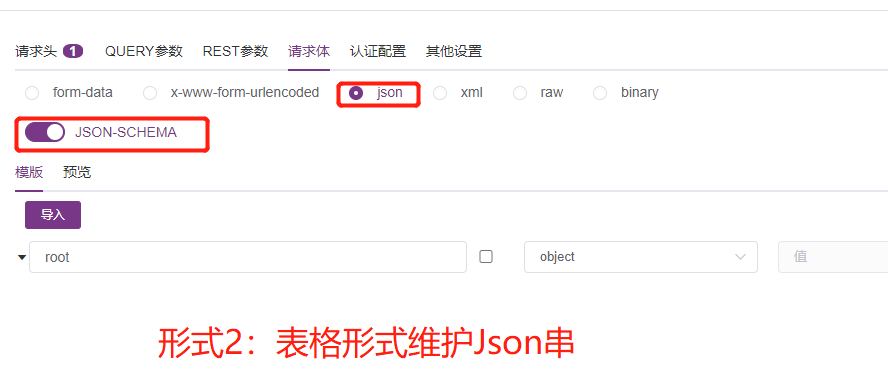 请求头 1 QUERY参数 REST参数 请求体 认证配置 其他设置
form-data x-www-form-urlencoded json xml raw binary
JSON-SCHEMA
模版 预览
导入
root object 值
形式2：表格形式维护Json串